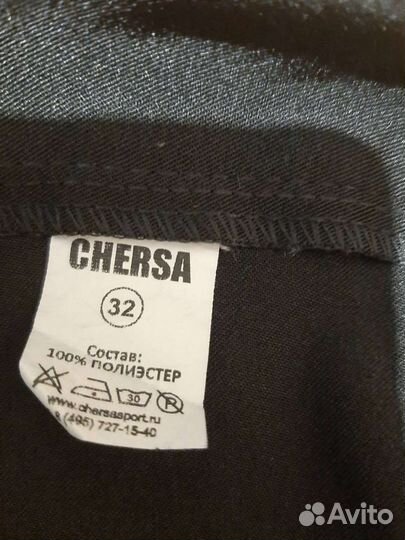 CHERSA
32
Состав:
100% ПОЛИЭСТЕР
30 P
www.chersasport.ru
8 (495) 727-15-40
Avito